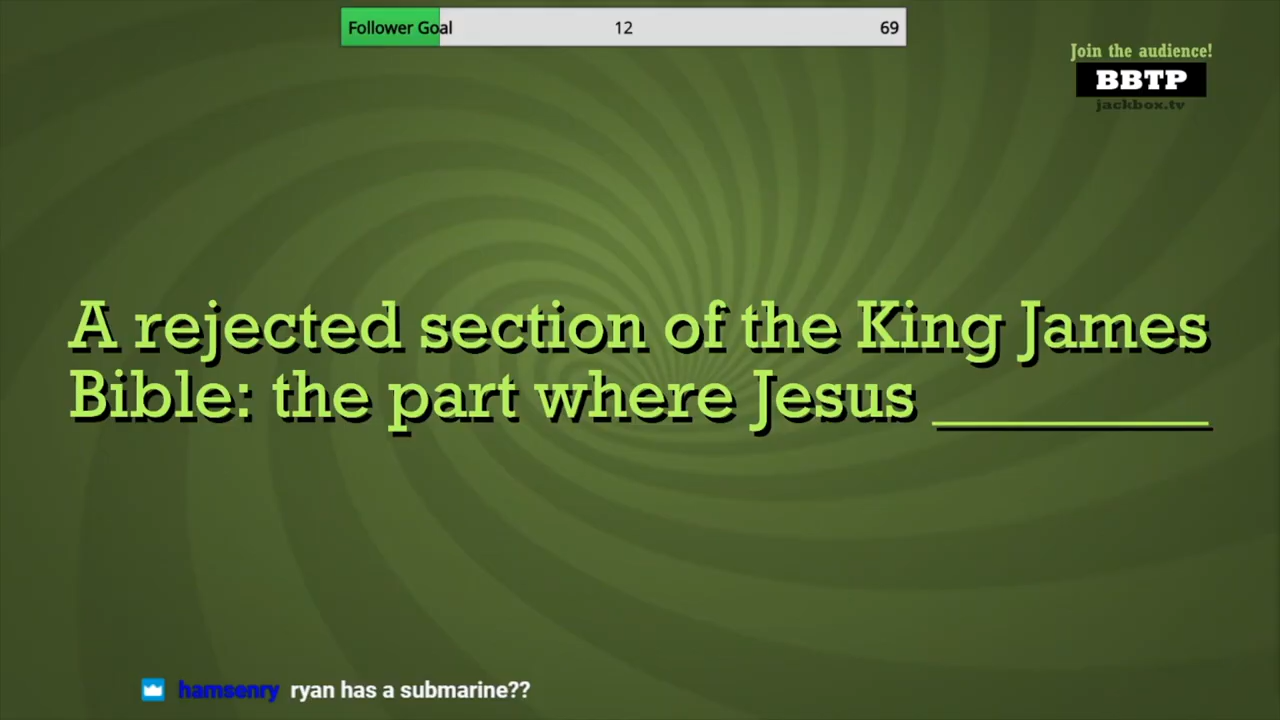 Follower Goal 12 69
Join the audience!
BBTP
jackbox.tv
A rejected section of the King James
Bible: the part where Jesus __________
hamsenry ryan has a submarine??